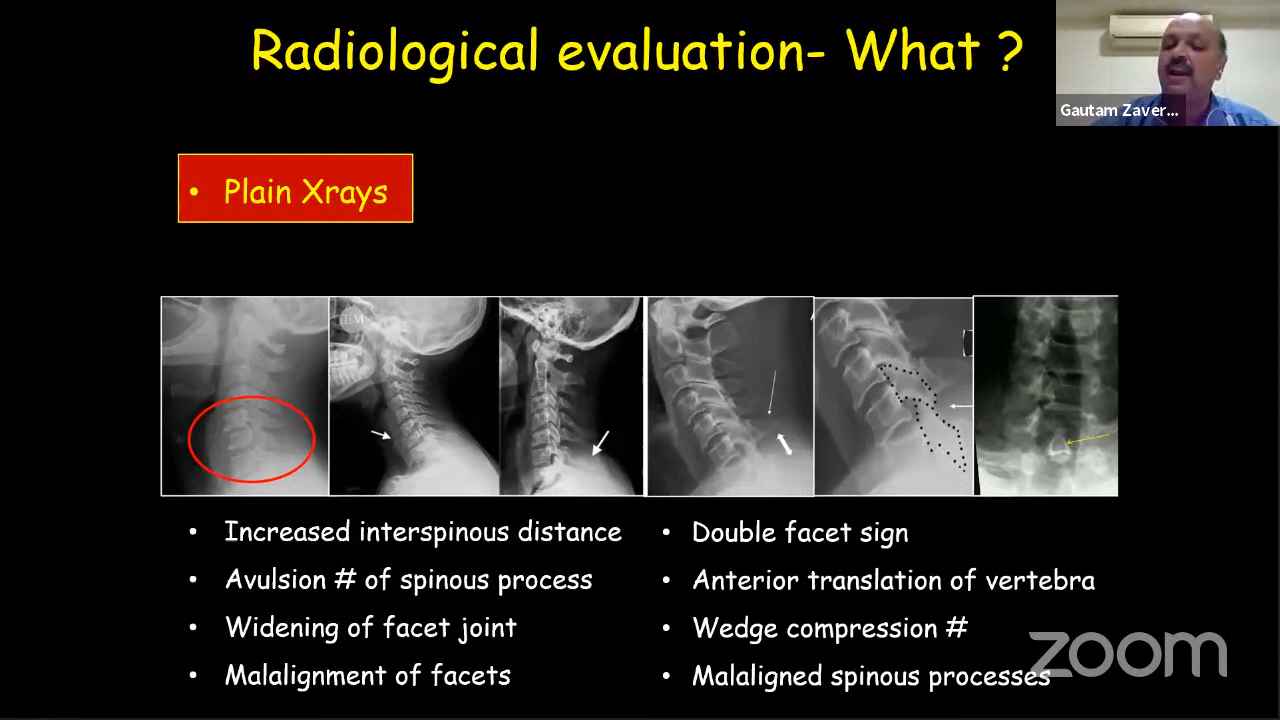 Radiological evaluation- What ?
Gautam Zaver...
• Plain Xrays
• Increased interspinous distance
• Avulsion # of spinous process
• Widening of facet joint
• Malalignment of facets
• Double facet sign
• Anterior translation of vertebra
• Wedge compression #
• Malaligned spinous processes
zoom